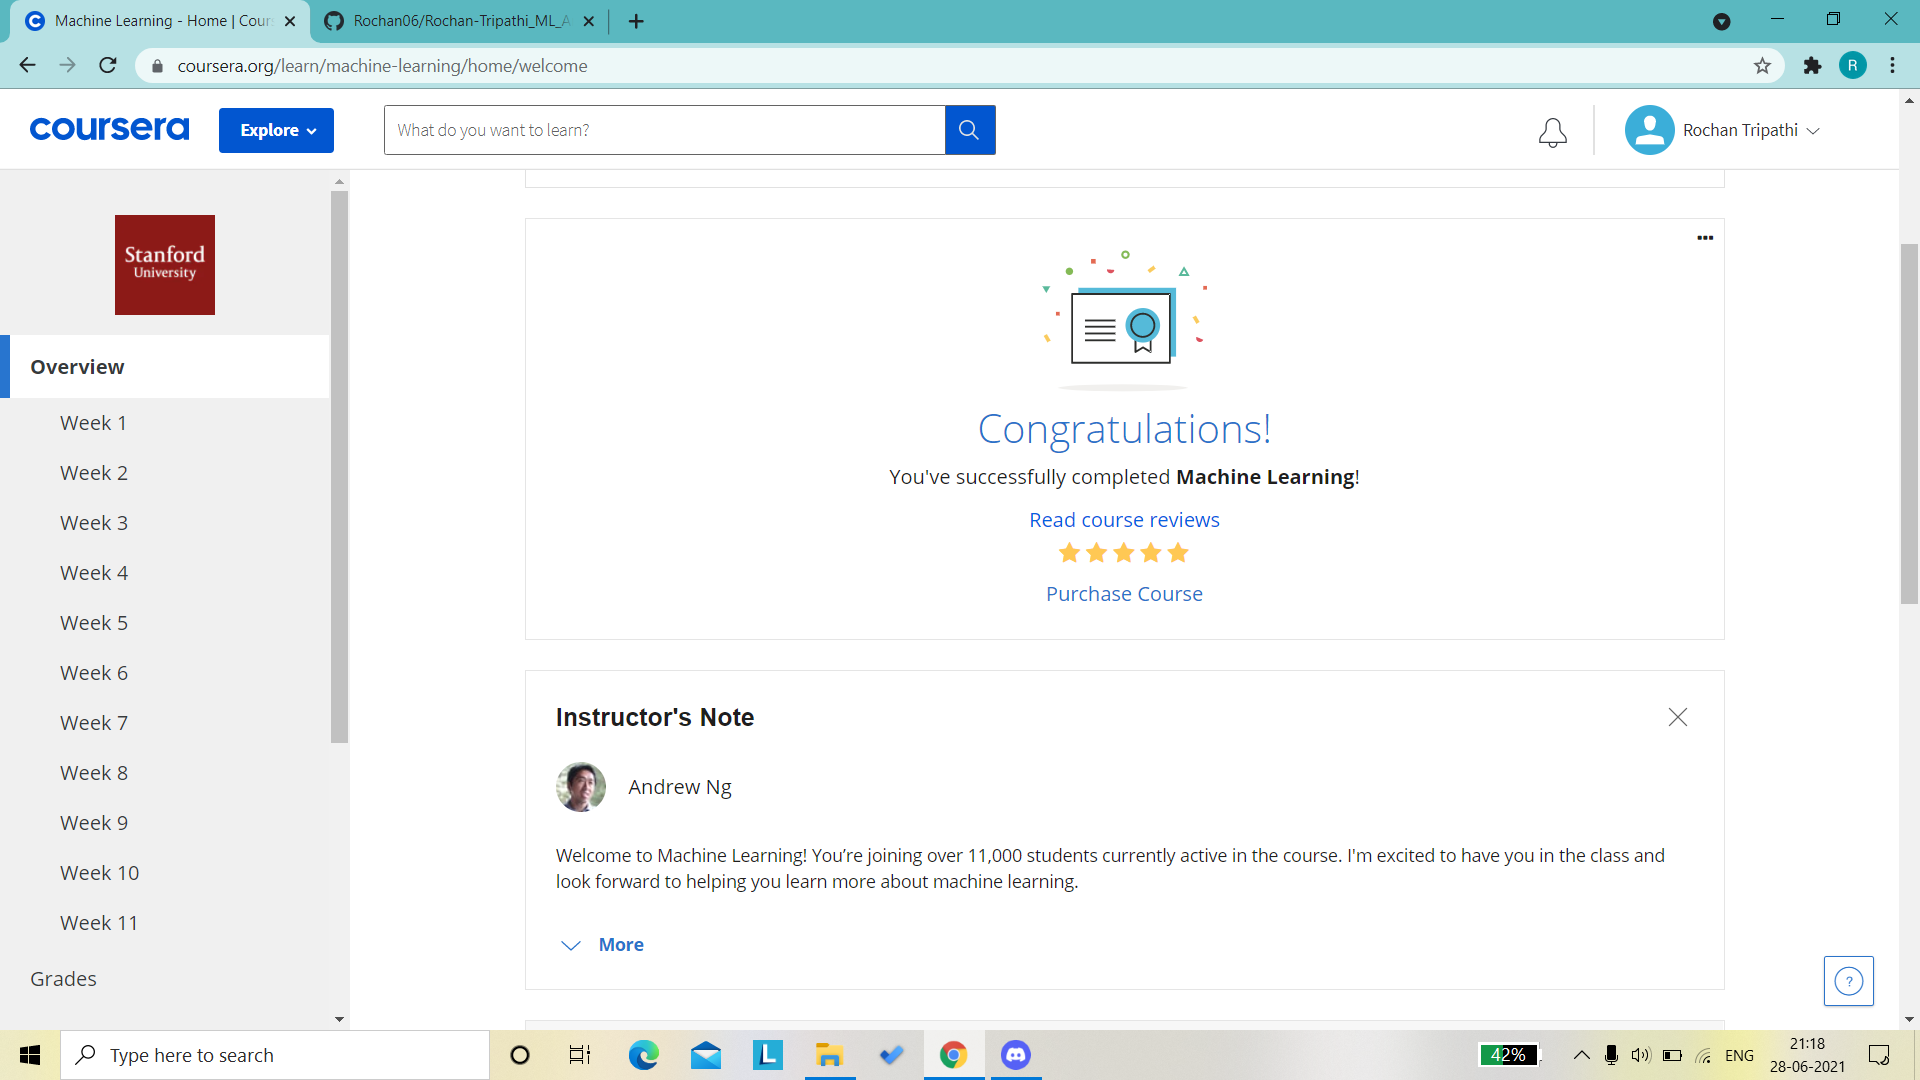 Machine Learning - Home | Cour
Rochan06/Rochan-Tripathi_ML_A
coursera.org/learn/machine-learning/home/welcome
R
coursera
Explore
What do you want to learn?
Rochan Tripathi
Stanford
University
Overview
Week 1
Week 2
Week 3
Week 4
Week 5
Week 6
Week 7
Week 8
Week 9
Week 10
Week 11
Grades
Congratulations!
You've successfully completed Machine Learning!
Read course reviews
Purchase Course
Instructor's Note
Andrew Ng
Welcome to Machine Learning! You’re joining over 11,000 students currently active in the course. I'm excited to have you in the class and
look forward to helping you learn more about machine learning.
More
?
Type here to search
L
42%
ENG
21:18
28-06-2021